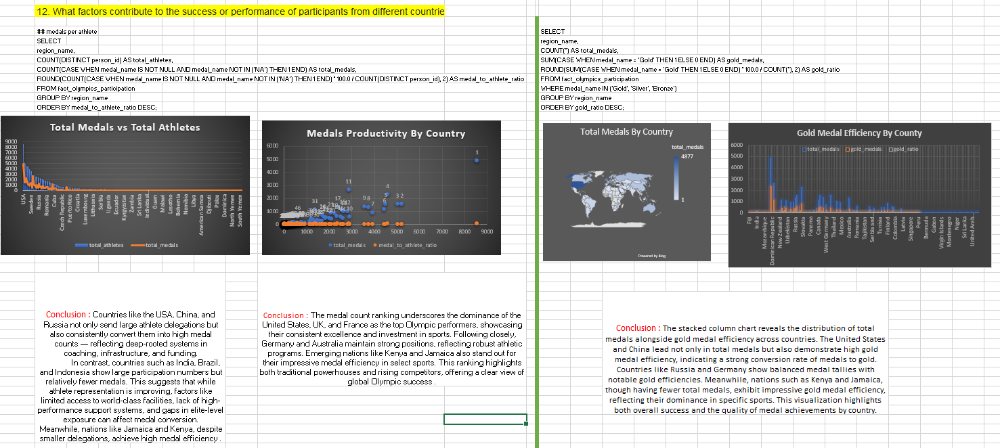 12. What factors contribute to the success or performance of participants from different countrie
## medals per athlete
SELECT
region_name,
COUNT(DISTINCT person_id) AS total_athletes,
COUNT(CASE WHEN medal_name IS NOT NULL AND medal_name NOT IN ('NA') THEN 1 END) AS total_medals,
ROUND(COUNT(CASE WHEN medal_name IS NOT NULL AND medal_name NOT IN ('NA') THEN 1 END) * 100.0 / COUNT(DISTINCT person_id), 2) AS medal_to_athlete_ratio
FROM fact_olympics_participation
GROUP BY region_name
ORDER BY medal_to_athlete_ratio DESC;
SELECT
region_name,
COUNT(*) AS total_medals,
SUM(CASE WHEN medal_name = 'Gold' THEN 1 ELSE 0 END) AS gold_medals,
ROUND(SUM(CASE WHEN medal_name = 'Gold' THEN 1 ELSE 0 END) * 100.0 / COUNT(*), 2) AS gold_ratio
FROM fact_olympics_participation
WHERE medal_name IN ('Gold', 'Silver', 'Bronze')
GROUP BY region_name
ORDER BY gold_ratio DESC;
Total Medals vs Total Athletes
9000
8000
7000
6000
5000
4000
3000
2000
1000
0
USA
Sweden
Russia
Romania
Cuba
Czech Republic
Puerto Rico
Croatia
Luxembourg
Lithuania
Serbia
Uganda
Ecuador
Kyrgyzstan
Zambia
Sri Lanka
Individual
Guam
Malawi
Lesotho
Bohemia
Namibia
Libya
American Samoa
Djibouti
Palau
Dominica
North Yemen
South Yemen
total_athletes total_medals
Medals Productivity By Country
6000
5000
4000
3000
2000
1000
0
1
11
4
3 2
9 8
5
6
7
17
31
46
10
0 1000 2000 3000 4000 5000 6000 7000 8000 9000
total_medals medal_to_athlete_ratio
Total Medals By Country
total_medals
4877
1
Powered by Bing
Gold Medal Efficiency By County
total_medals gold_medals gold_ratio
6000
5000
4000
3000
2000
1000
0
Fiji
India
Mozambique
Dominican Republic
New Zealand
Uzbekistan
Russia
Slovakia
Panama
Canada
West Germany
Thailand
Mexico
Australia
Romania
Tajikistan
Serbia and..
Tunisia
Finland
Colombia
Latvia
Singapore
Peru
Bermuda
Gabon
Virgin Islands
Montenegro
Niger
Sri Lanka
United Arab..
Conclusion : Countries like the USA, China, and
Russia not only send large athlete delegations but
also consistently convert them into high medal
counts — reflecting deep-rooted systems in
coaching, infrastructure, and funding.
In contrast, countries such as India, Brazil,
and Indonesia show large participation numbers but
relatively fewer medals. This suggests that while
athlete representation is improving, factors like
limited access to world-class facilities, lack of high-
performance support systems, and gaps in elite-level
exposure can affect medal conversion.
Meanwhile, nations like Jamaica and Kenya, despite
smaller delegations, achieve high medal efficiency .
Conclusion : The medal count ranking underscores the dominance of the
United States, UK, and France as the top Olympic performers, showcasing
their consistent excellence and investment in sports. Following closely,
Germany and Australia maintain strong positions, reflecting robust athletic
programs. Emerging nations like Kenya and Jamaica also stand out for
their impressive medal efficiency in select sports. This ranking highlights
both traditional powerhouses and rising competitors, offering a clear view of
global Olympic success .
Conclusion : The stacked column chart reveals the distribution of total
medals alongside gold medal efficiency across countries. The United States
and China lead not only in total medals but also demonstrate high gold
medal efficiency, indicating a strong conversion rate of medals to gold.
Countries like Russia and Germany show balanced medal tallies with
notable gold efficiencies. Meanwhile, nations such as Kenya and Jamaica,
though having fewer total medals, exhibit impressive gold medal efficiency,
reflecting their dominance in specific sports. This visualization highlights
both overall success and the quality of medal achievements by country.